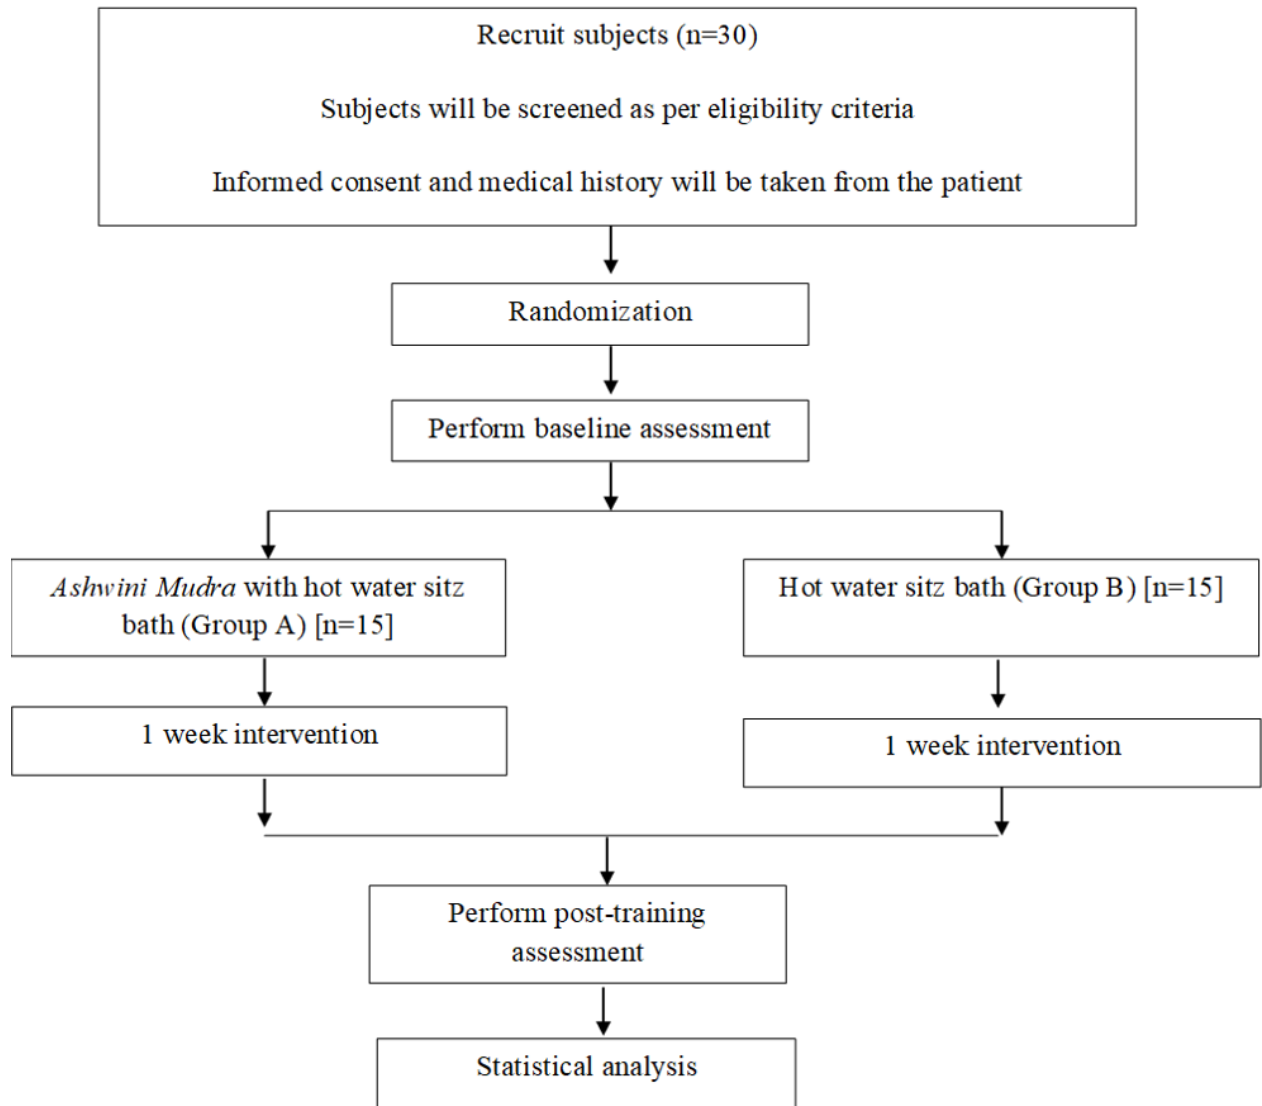 Recruit subjects (n=30)
Subjects will be screened as per eligibility criteria
Informed consent and medical history will be taken from the patient
Randomization
Perform baseline assessment
Ashwini Mudra with hot water sitz
bath (Group A) [n=15]
Hot water sitz bath (Group B) [n=15]
1 week intervention
1 week intervention
Perform post-training
assessment
Statistical analysis